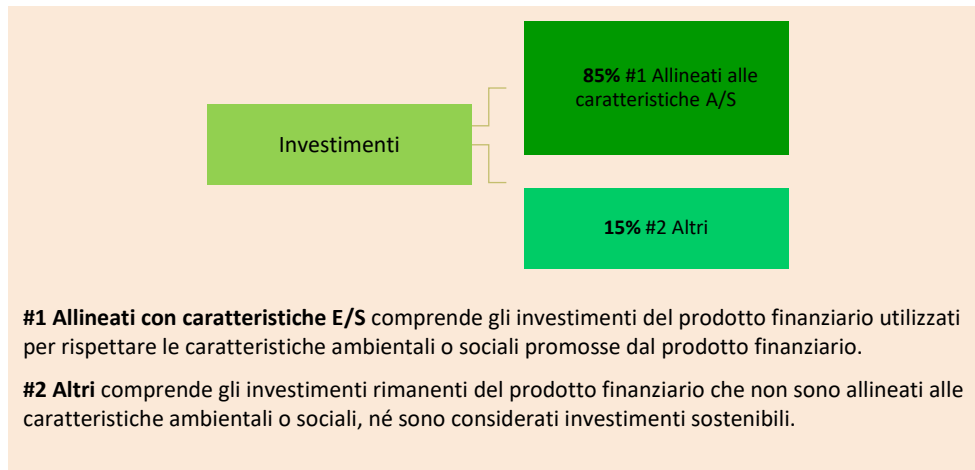 85% #1 Allineati alle
caratteristiche A/S
Investimenti
15% #2 Altri
#1 Allineati con caratteristiche E/S comprende gli investimenti del prodotto finanziario utilizzati
per rispettare le caratteristiche ambientali o sociali promosse dal prodotto finanziario.
#2 Altri comprende gli investimenti rimanenti del prodotto finanziario che non sono allineati alle
caratteristiche ambientali o sociali, né sono considerati investimenti sostenibili.